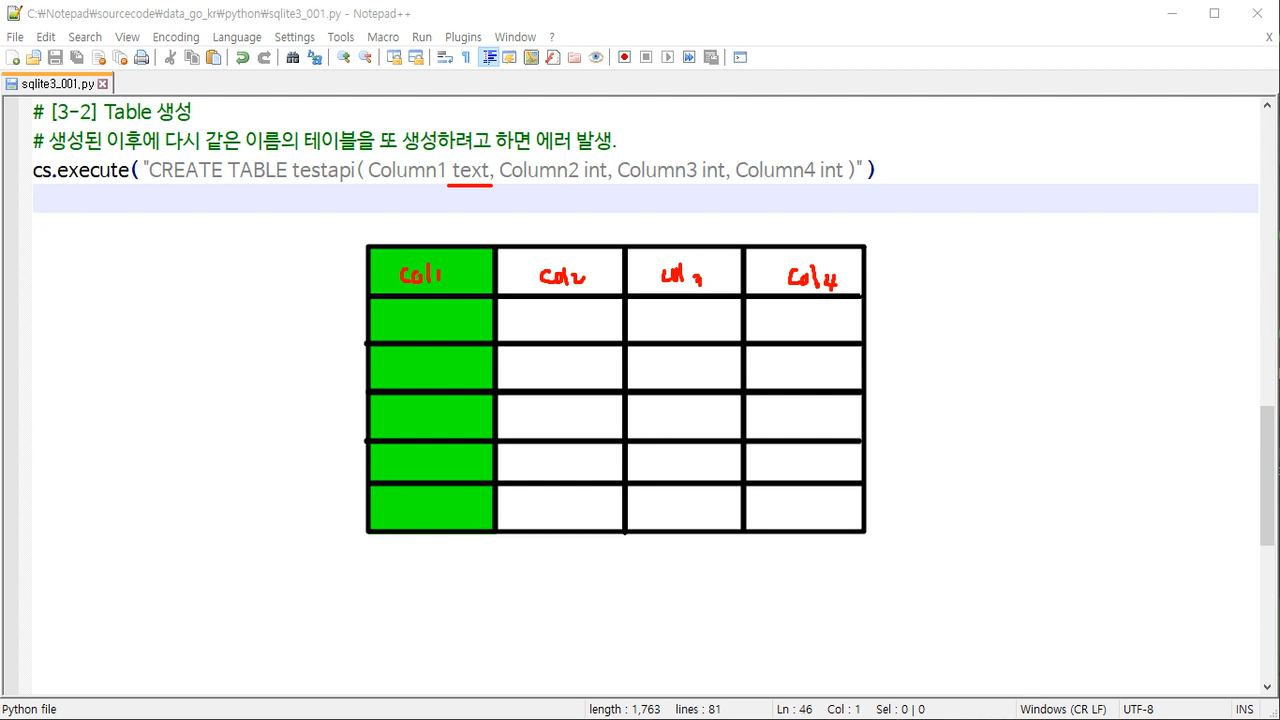 C:₩Notepad₩sourcecode₩data_go_kr₩python₩sqlite3_001.py - Notepad++
File Edit Search View Encoding Language Settings Tools Macro Run Plugins Window ? X
sqlite3_001.py
# [3-2] Table 생성
# 생성된 이후에 다시 같은 이름의 테이블을 또 생성하려고 하면 에러 발생.
cs.execute( "CREATE TABLE testapi( Column1 text, Column2 int, Column3 int, Column4 int )" )
Col1 Col2 Col3 Col4
Python file length : 1,763 lines : 81 Ln : 46 Col : 1 Sel : 0 | 0 Windows (CR LF) UTF-8 INS